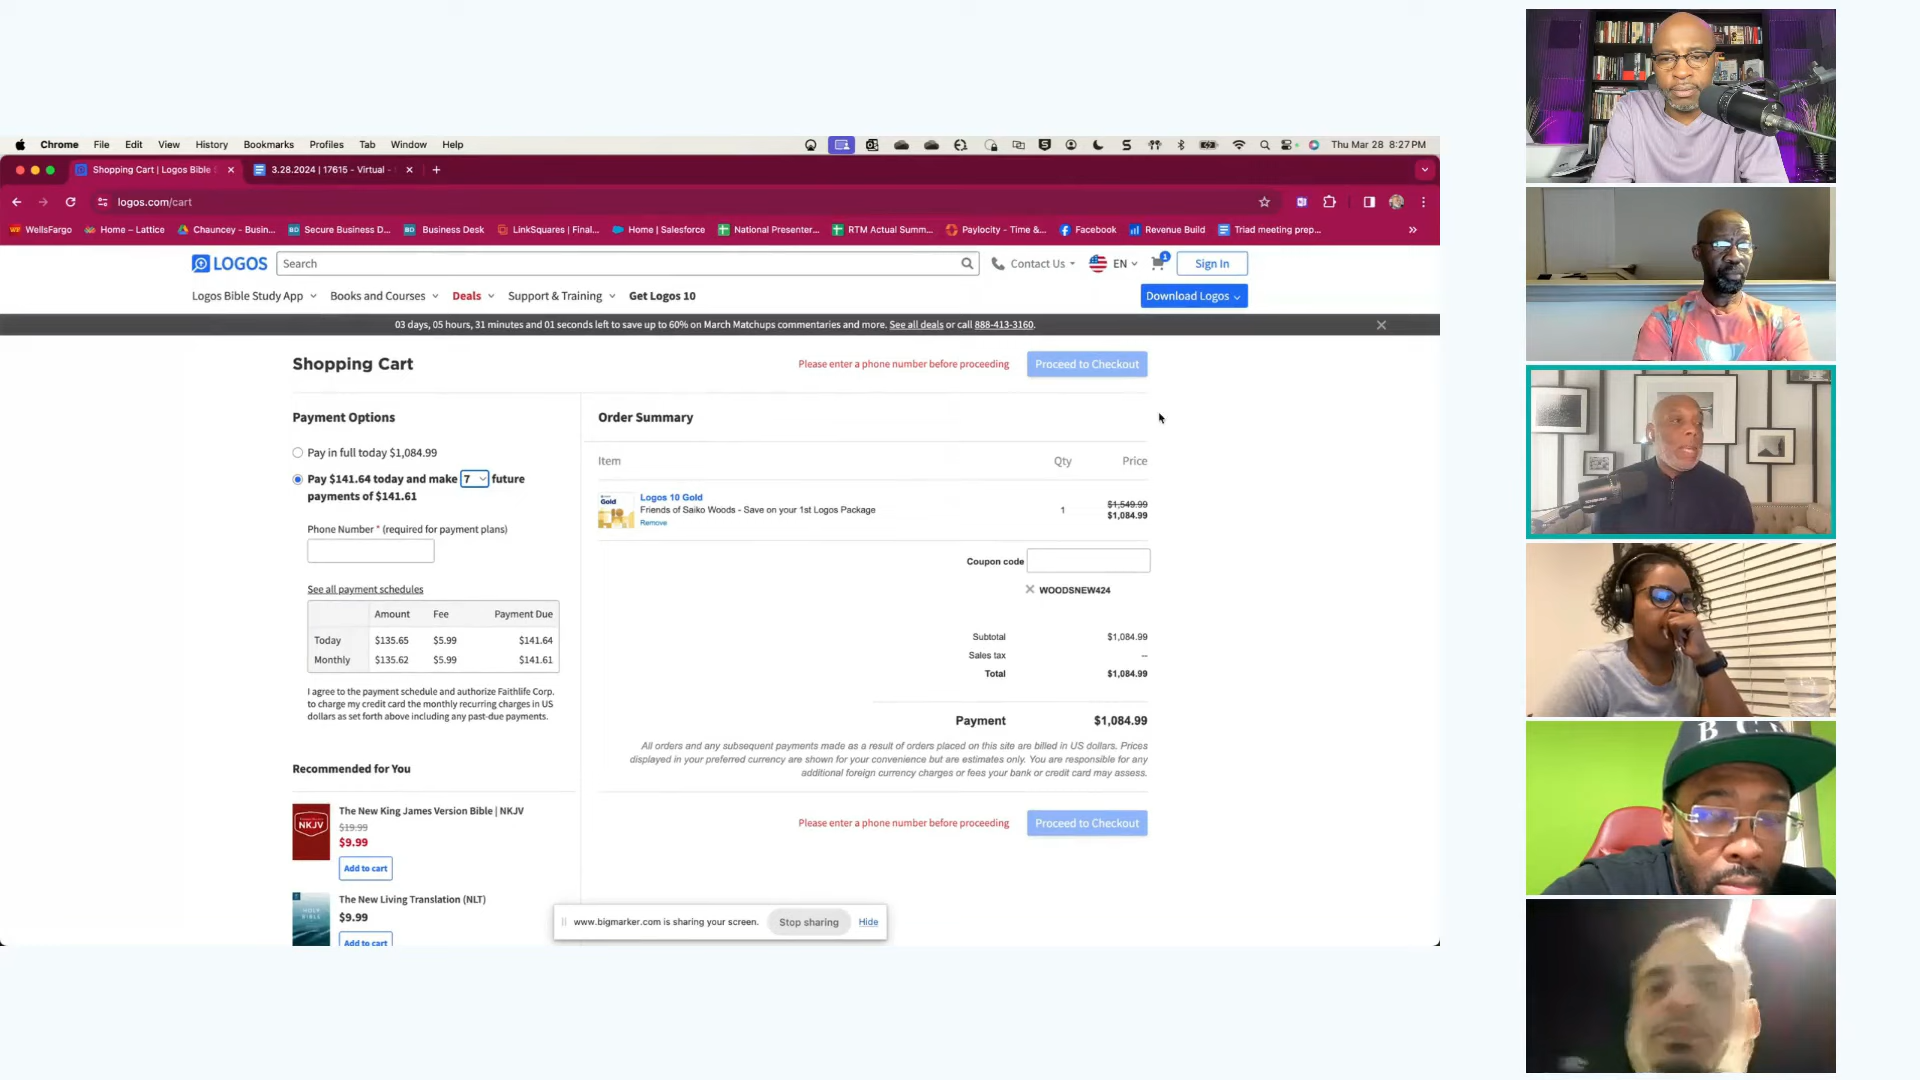 Chrome File Edit View History Bookmarks Profiles Tab Window Help Thu Mar 28 8:27 PM
Shopping Cart | Logos Bible 3.28.2024 | 17615 - Virtual -
logos.com/cart
WellsFargo Home – Lattice Chauncey - Busin... Secure Business D... Business Desk LinkSquares | Final... Home | Salesforce National Presenter... RTM Actual Summ... Paylocity - Time &... Facebook Revenue Build Triad meeting prep... »
LOGOS Search Contact Us EN 1 Sign In
Logos Bible Study App Books and Courses Deals Support & Training Get Logos 10 Download Logos
03 days, 05 hours, 31 minutes and 01 seconds left to save up to 60% on March Matchups commentaries and more. See all deals or call 888-413-3160.
Shopping Cart Please enter a phone number before proceeding Proceed to Checkout
Payment Options
Pay in full today $1,084.99
Pay $141.64 today and make 7 future
payments of $141.61
Phone Number * (required for payment plans)
See all payment schedules
Amount Fee Payment Due
Today $135.65 $5.99 $141.64
Monthly $135.62 $5.99 $141.61
I agree to the payment schedule and authorize Faithlife Corp.
to charge my credit card the monthly recurring charges in US
dollars as set forth above including any past-due payments.
Order Summary
Item Qty Price
Gold
Logos 10 Gold
Friends of Saiko Woods - Save on your 1st Logos Package 1 $1,549.99
$1,084.99
Remove
Coupon code
WOODSNEW424
Subtotal $1,084.99
Sales tax --
Total $1,084.99
Payment $1,084.99
All orders and any subsequent payments made as a result of orders placed on this site are billed in US dollars. Prices
displayed in your preferred currency are shown for your convenience but are estimates only. You are responsible for any
additional foreign currency charges or fees your bank or credit card may assess.
Please enter a phone number before proceeding Proceed to Checkout
Recommended for You
NKJV
The New King James Version Bible | NKJV
$19.99
$9.99
Add to cart
HOLY
BIBLE
The New Living Translation (NLT)
$9.99
Add to cart
www.bigmarker.com is sharing your screen. Stop sharing Hide